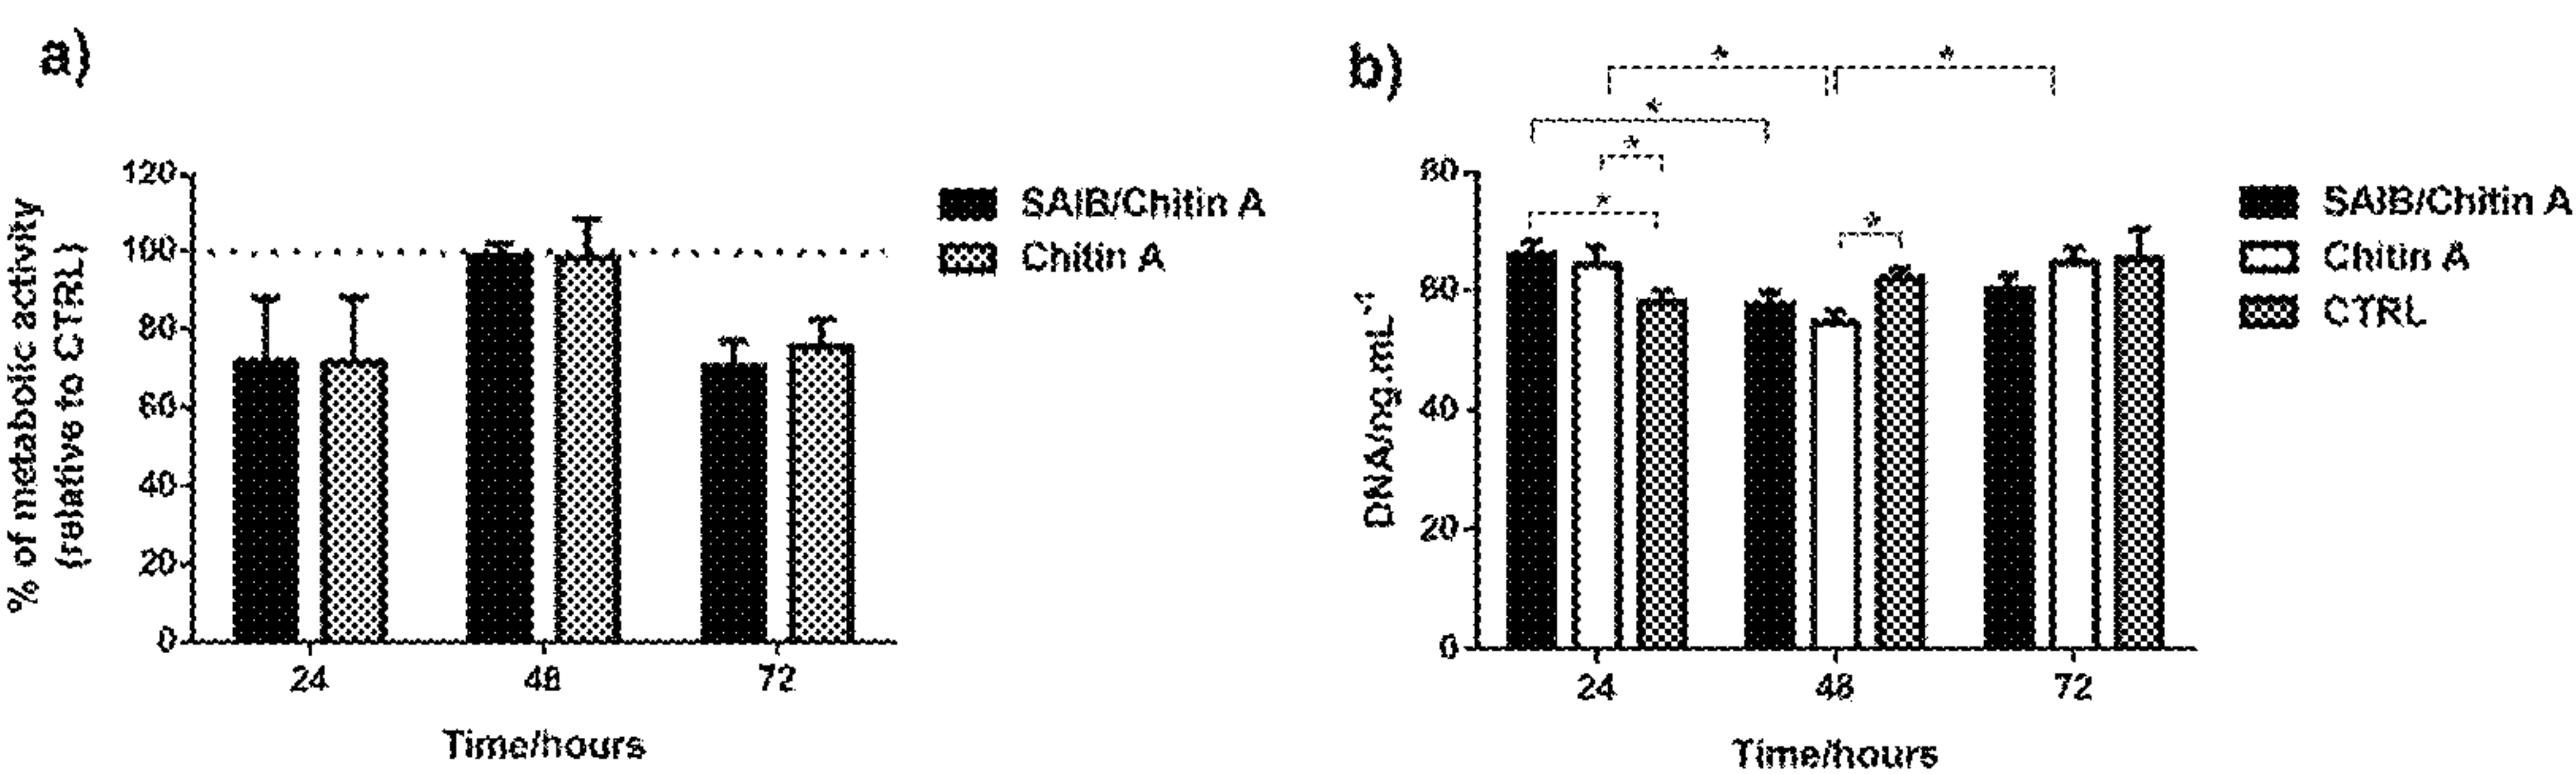 a)
% of metabolic activity
(relative to CTRL)
120
100
80
60
40
20
0
24
48
72
Time/hours
SAIB/Chitin A
Chitin A
b)
*
*
*
*
*
*
DNA/ng.mL⁻¹
80
60
40
20
0
24
48
72
Time/hours
SAIB/Chitin A
Chitin A
CTRL